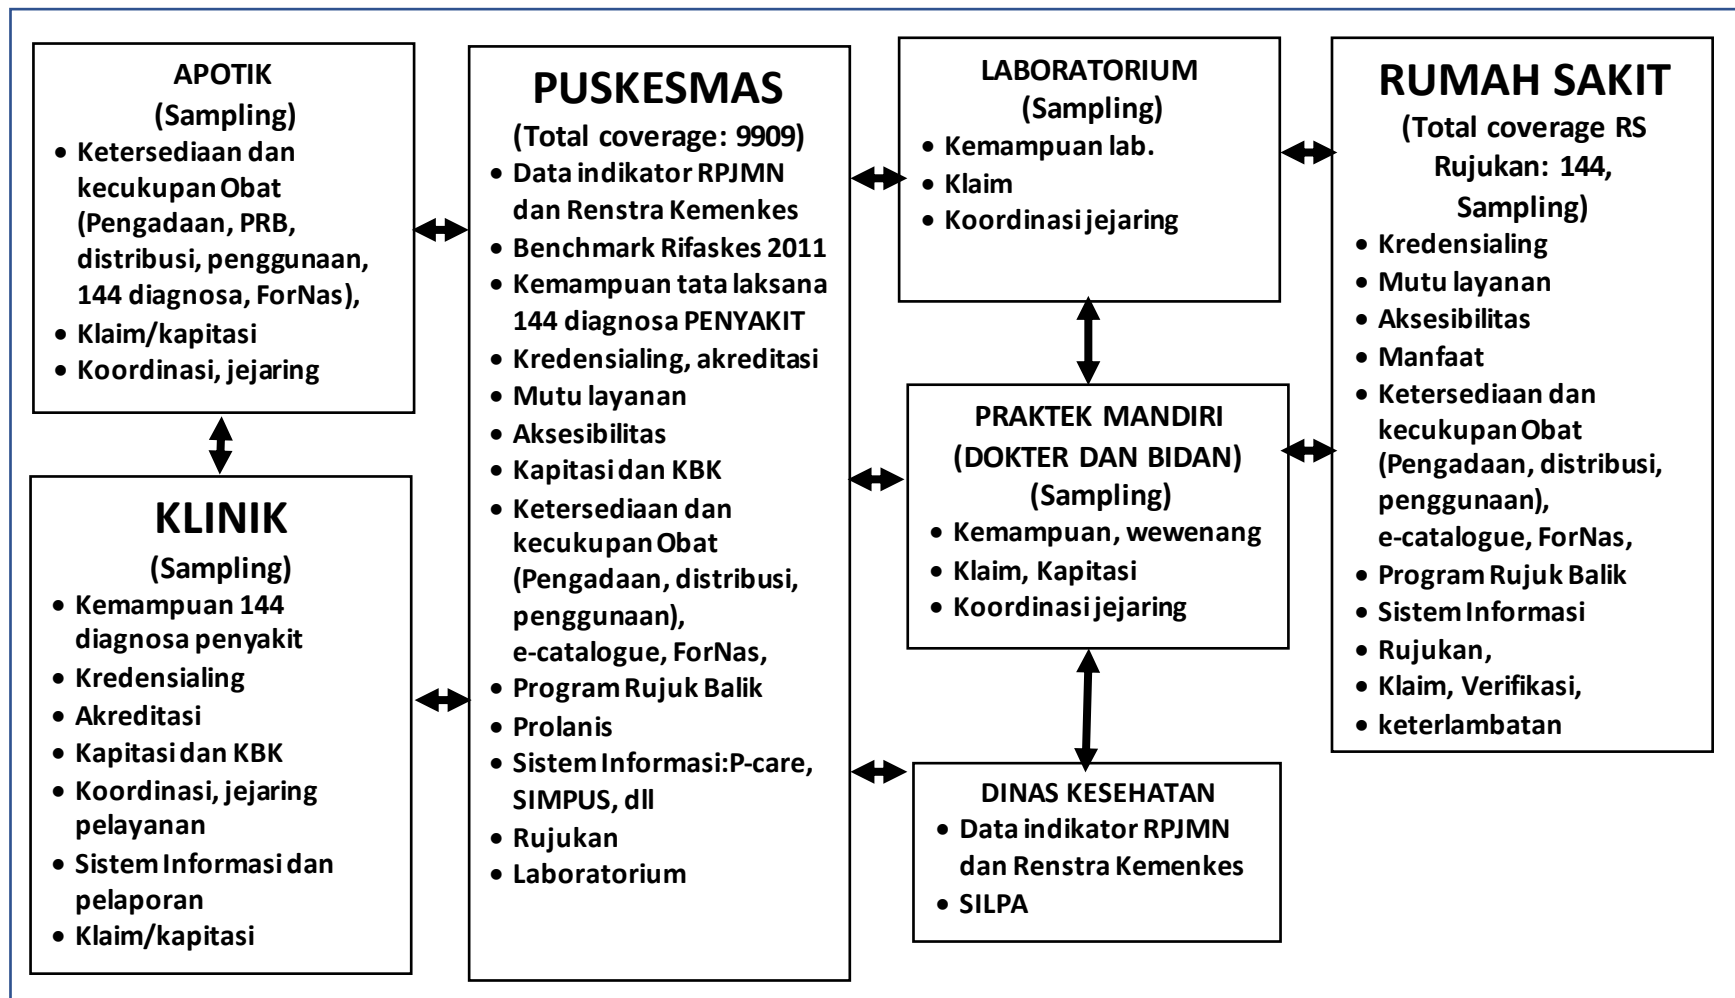 APOTIK
(Sampling)
• Ketersediaan dan
kecukupan Obat
(Pengadaan, PRB,
distribusi, penggunaan,
144 diagnosa, ForNas),
• Klaim/kapitasi
• Koordinasi, jejaring
KLINIK
(Sampling)
• Kemampuan 144
diagnosa penyakit
• Kredensialing
• Akreditasi
• Kapitasi dan KBK
• Koordinasi, jejaring
pelayanan
• Sistem Informasi dan
pelaporan
• Klaim/kapitasi
PUSKESMAS
(Total coverage: 9909)
• Data indikator RPJMN
dan Renstra Kemenkes
• Benchmark Rifaskes 2011
• Kemampuan tata laksana
144 diagnosa PENYAKIT
• Kredensialing, akreditasi
• Mutu layanan
• Aksesibilitas
• Kapitasi dan KBK
• Ketersediaan dan
kecukupan Obat
(Pengadaan, distribusi,
penggunaan),
e-catalogue, ForNas,
• Program Rujuk Balik
• Prolanis
• Sistem Informasi:P-care,
SIMPUS, dll
• Rujukan
• Laboratorium
LABORATORIUM
(Sampling)
• Kemampuan lab.
• Klaim
• Koordinasi jejaring
PRAKTEK MANDIRI
(DOKTER DAN BIDAN)
(Sampling)
• Kemampuan, wewenang
• Klaim, Kapitasi
• Koordinasi jejaring
DINAS KESEHATAN
• Data indikator RPJMN
dan Renstra Kemenkes
• SILPA
RUMAH SAKIT
(Total coverage RS
Rujukan: 144,
Sampling)
• Kredensialing
• Mutu layanan
• Aksesibilitas
• Manfaat
• Ketersediaan dan
kecukupan Obat
(Pengadaan, distribusi,
penggunaan),
e-catalogue, ForNas,
• Program Rujuk Balik
• Sistem Informasi
• Rujukan,
• Klaim, Verifikasi,
• keterlambatan